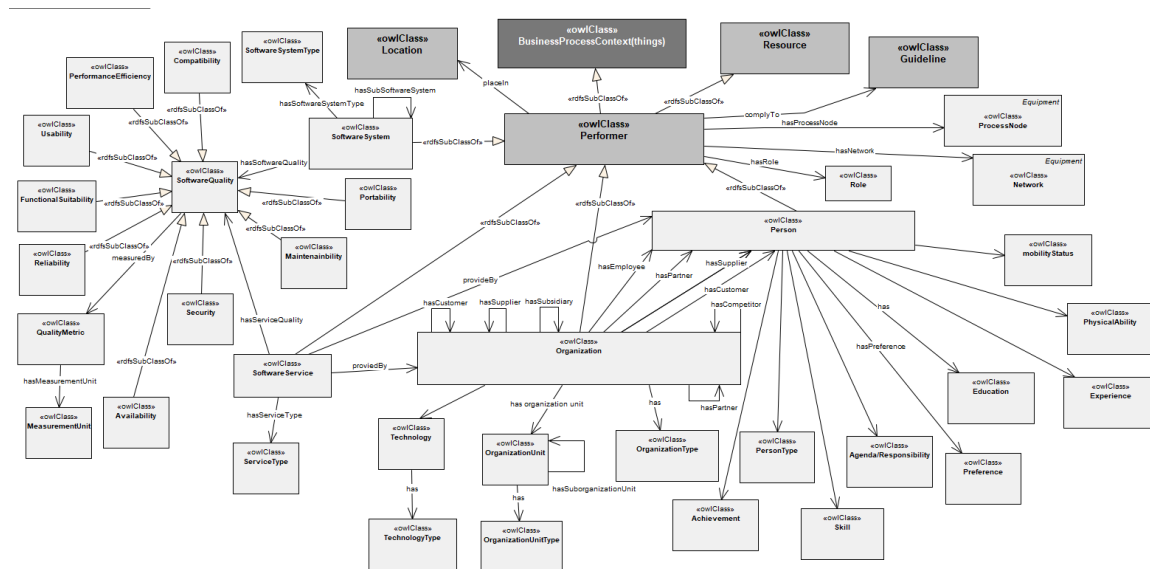 «owlClass»
BusinessProcessContext(things)
«owlClass»
Location
«owlClass»
Resource
«owlClass»
Guideline
«owlClass»
SoftwareSystemType
«owlClass»
Compatibility
«owlClass»
PerformanceEfficiency
placeIn
«rdfsSubClassOf»
«rdfsSubClassOf»
hasSubSoftwareSystem
hasSoftwareSystemType
«rdfsSubClassOf»
«rdfsSubClassOf»
complyTo
hasProcessNode
Equipment
«owlClass»
ProcessNode
«owlClass»
Usability
«owlClass»
SoftwareSystem
«rdfsSubClassOf»
«owlClass»
Performer
hasNetwork
Equipment
«owlClass»
Network
«rdfsSubClassOf»
hasSoftwareQuality
hasRole
«owlClass»
Role
«owlClass»
SoftwareQuality
«rdfsSubClassOf»
«owlClass»
FunctionalSuitability
«rdfsSubClassOf»
«rdfsSubClassOf»
«owlClass»
Portability
«rdfsSubClassOf»
«rdfsSubClassOf»
«owlClass»
Person
«owlClass»
Reliability
«rdfsSubClassOf»
measuredBy
«rdfsSubClassOf»
«owlClass»
Maintenainbility
«owlClass»
mobilityStatus
hasEmployee
hasPartner
hasSupplier
hasCustomer
provideBy
«owlClass»
Security
hasCustomer
hasSupplier
hasSubsidiary
hasCompetitor
has
«owlClass»
PhysicalAbility
«owlClass»
QualityMetric
hasServiceQuality
hasPreference
«owlClass»
Organization
«rdfsSubClassOf»
«owlClass»
SoftwareService
proviedBy
hasMeasurementUnit
«owlClass»
MeasurementUnit
«owlClass»
Availability
hasServiceType
has organization unit
has
hasPartner
«owlClass»
Education
«owlClass»
Experience
«owlClass»
ServiceType
«owlClass»
Technology
«owlClass»
OrganizationUnit
«owlClass»
OrganizationType
«owlClass»
PersonType
«owlClass»
Agenda/Responsibility
«owlClass»
Preference
has
has
hasSuborganizationUnit
«owlClass»
TechnologyType
«owlClass»
OrganizationUnitType
«owlClass»
Achievement
«owlClass»
Skill